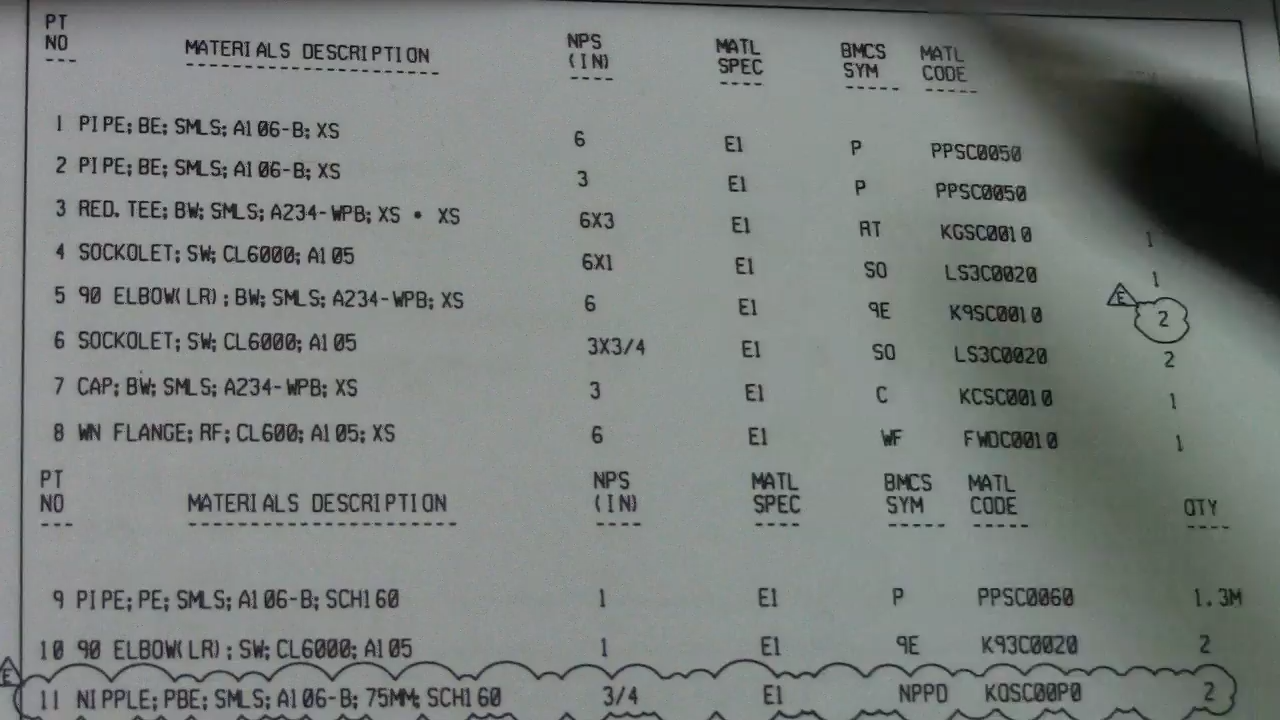 PT
NO MATERIALS DESCRIPTION NPS (IN) MATL SPEC BMCS SYM MATL CODE
1 PIPE; BE; SMLS; A106-B; XS 6 E1 P PPSC0050
2 PIPE; BE; SMLS; A106-B; XS 3 E1 P PPSC0050
3 RED. TEE; BW; SMLS; A234-WPB; XS * XS 6X3 E1 RT KGSC0010 1
4 SOCKOLET; SW; CL6000; A105 6X1 E1 SO LS3C0020 1
5 90 ELBOW(LR); BW; SMLS; A234-WPB; XS 6 E1 9E K9SC0010 E 2
6 SOCKOLET; SW; CL6000; A105 3X3/4 E1 SO LS3C0020 2
7 CAP; BW; SMLS; A234-WPB; XS 3 E1 C KCSC0010 1
8 WN FLANGE; RF; CL600; A105; XS 6 E1 WF FWDC0010 1
PT
NO MATERIALS DESCRIPTION NPS (IN) MATL SPEC BMCS SYM MATL CODE QTY
9 PIPE; PE; SMLS; A106-B; SCH160 1 E1 P PPSC0060 1.3M
10 90 ELBOW(LR); SW; CL6000; A105 1 E1 9E K93C0020 2
E 11 NIPPLE; PBE; SMLS; A106-B; 75MM; SCH160 3/4 E1 NPPD KOSC00P0 2